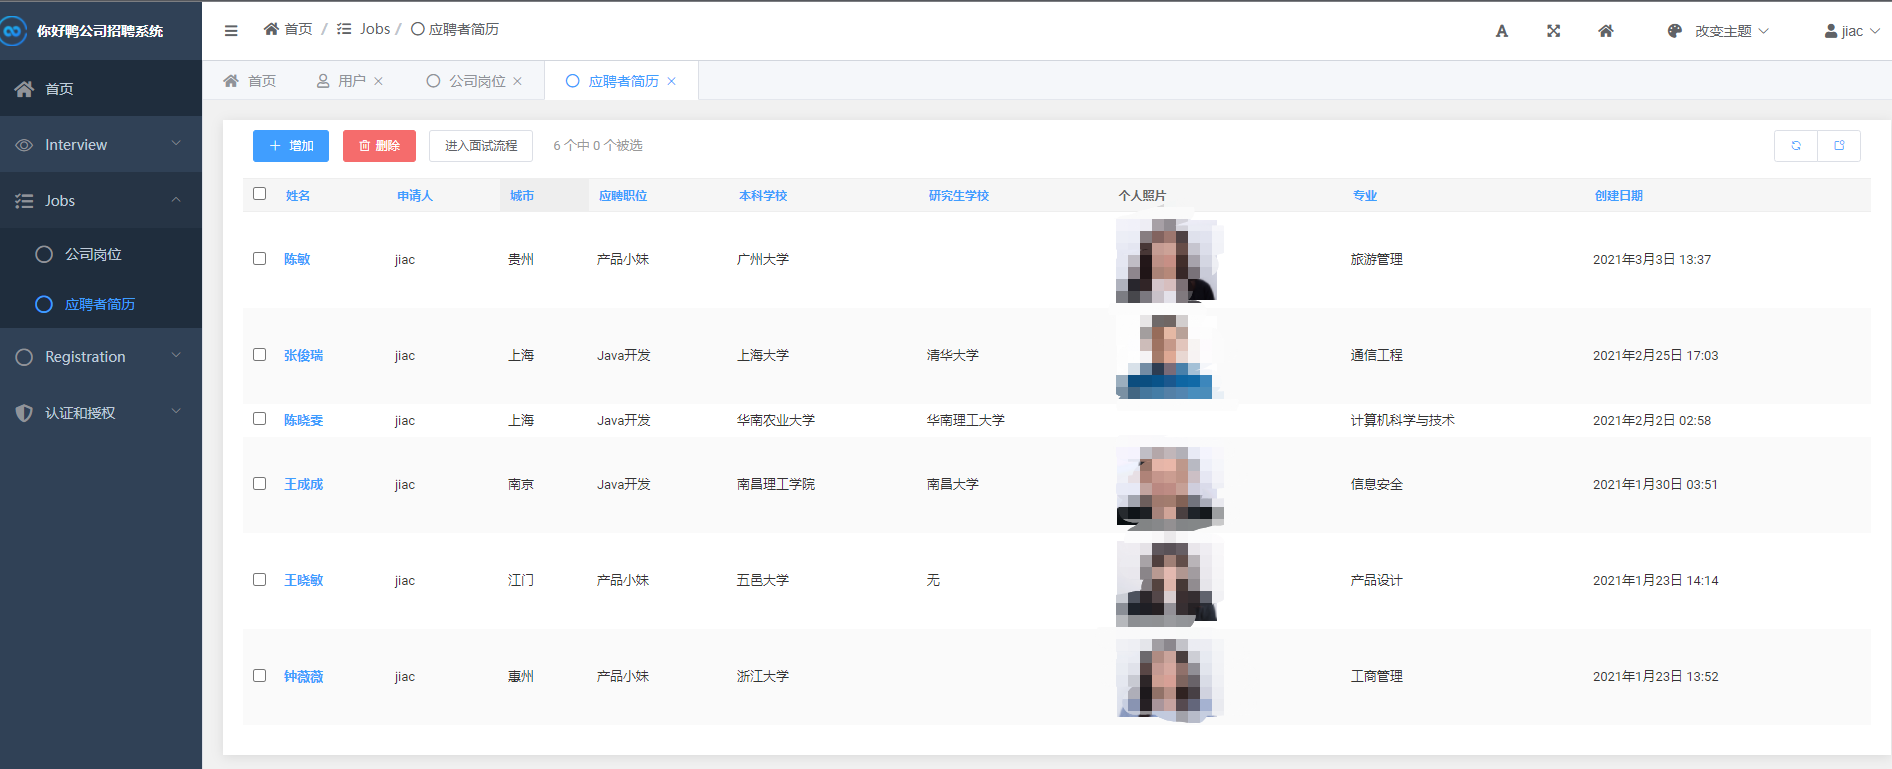 你好鸭公司招聘系统
首页 / Jobs / 应聘者简历
A 改变主题 jiac
首页 用户 × 公司岗位 × 应聘者简历 ×
首页
Interview
Jobs
公司岗位
应聘者简历
Registration
认证和授权
+ 增加 删除 进入面试流程 6 个中 0 个被选
姓名 申请人 城市 应聘职位 本科学校 研究生学校 个人照片 专业 创建日期
陈敏 jiac 贵州 产品小妹 广州大学 旅游管理 2021年3月3日 13:37
张俊瑞 jiac 上海 Java开发 上海大学 清华大学 通信工程 2021年2月25日 17:03
陈晓雯 jiac 上海 Java开发 华南农业大学 华南理工大学 计算机科学与技术 2021年2月2日 02:58
王成成 jiac 南京 Java开发 南昌理工学院 南昌大学 信息安全 2021年1月30日 03:51
王晓敏 jiac 江门 产品小妹 五邑大学 无 产品设计 2021年1月23日 14:14
钟薇薇 jiac 惠州 产品小妹 浙江大学 工商管理 2021年1月23日 13:52